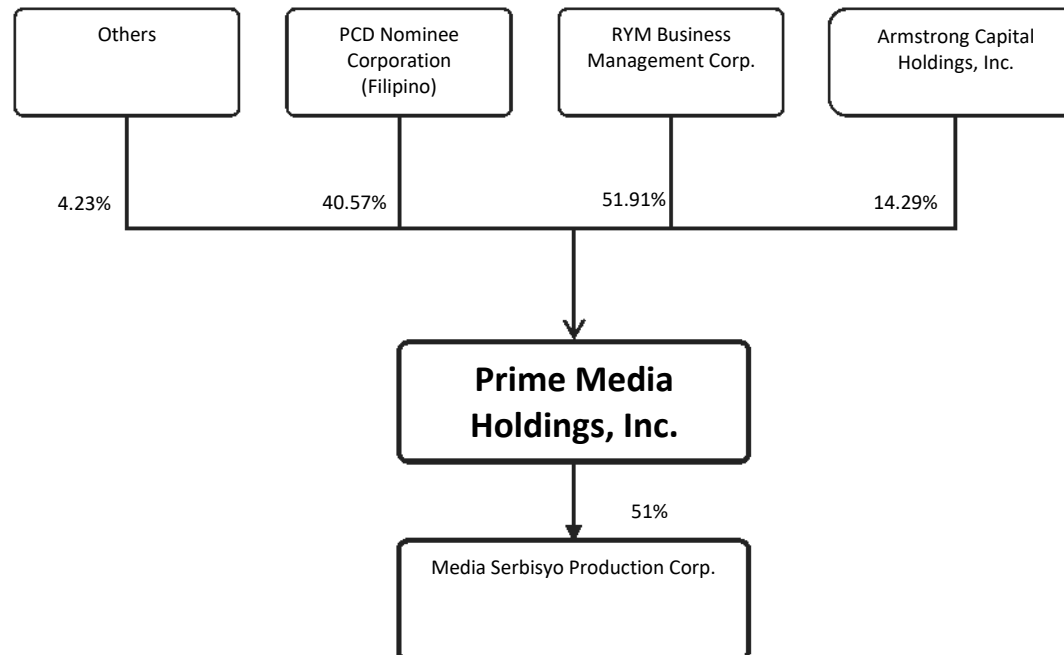 Others
PCD Nominee
Corporation
(Filipino)
RYM Business
Management Corp.
Armstrong Capital
Holdings, Inc.
4.23%
40.57%
51.91%
14.29%
Prime Media
Holdings, Inc.
51%
Media Serbisyo Production Corp.